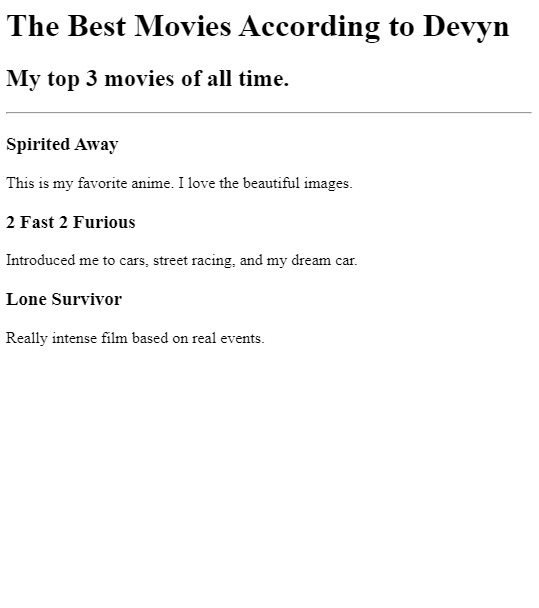 The Best Movies According to Devyn
My top 3 movies of all time.
Spirited Away
This is my favorite anime. I love the beautiful images.
2 Fast 2 Furious
Introduced me to cars, street racing, and my dream car.
Lone Survivor
Really intense film based on real events.